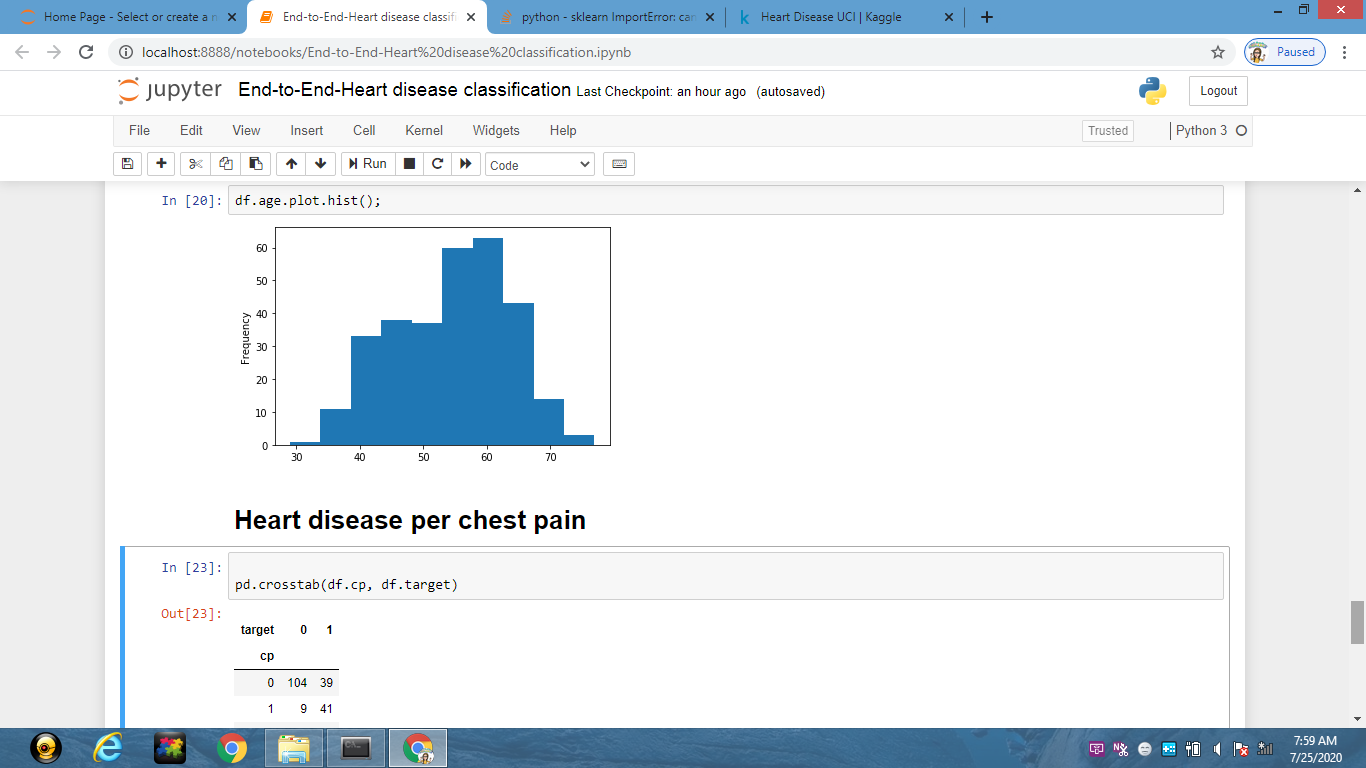 Home Page - Select or create a n
End-to-End-Heart disease classifi
python - sklearn ImportError: can
Heart Disease UCI | Kaggle
localhost:8888/notebooks/End-to-End-Heart%20disease%20classification.ipynb
Paused
jupyter End-to-End-Heart disease classification Last Checkpoint: an hour ago (autosaved)
Logout
File Edit View Insert Cell Kernel Widgets Help
Trusted
Python 3
Run
Code
In [20]: df.age.plot.hist();
Frequency
60
50
40
30
20
10
0
30 40 50 60 70
Heart disease per chest pain
In [23]:
pd.crosstab(df.cp, df.target)
Out[23]:
target 0 1
cp
0 104 39
1 9 41
7:59 AM
7/25/2020